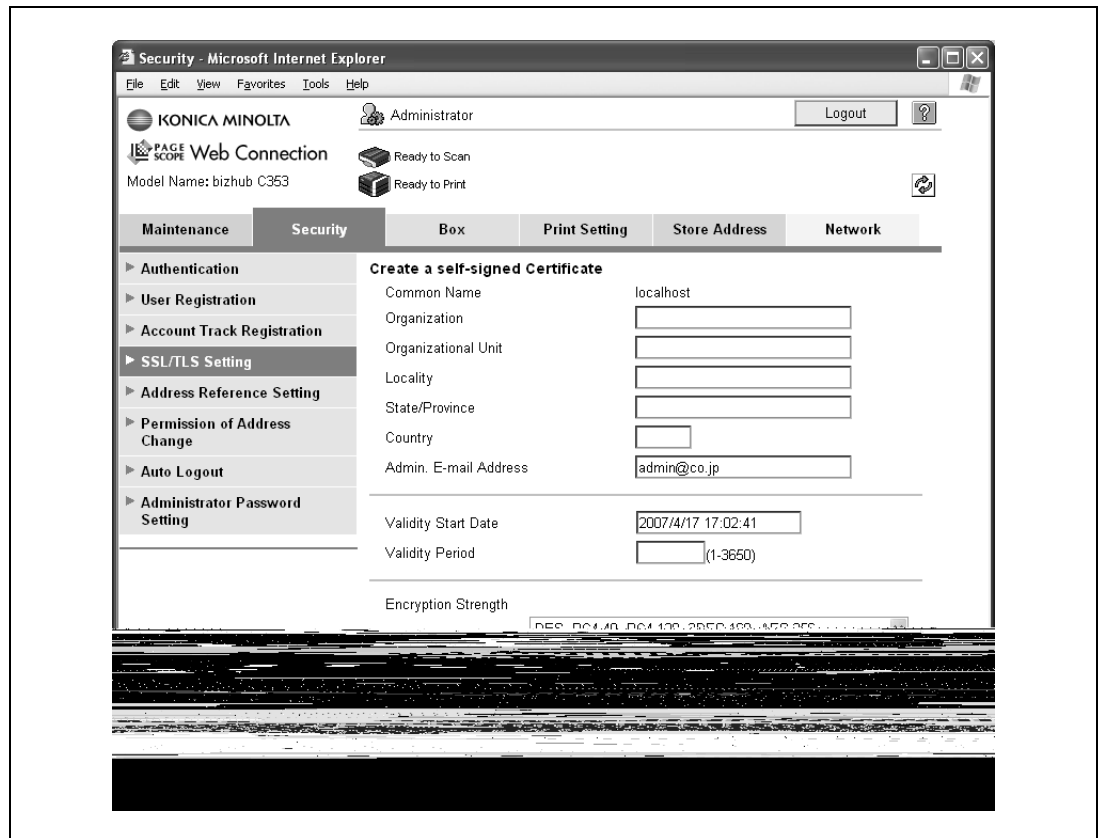 Security - Microsoft Internet Explorer
File Edit View Favorites Tools Help
KONICA MINOLTA
Administrator
Logout
?
PAGE SCOPE Web Connection
Ready to Scan
Model Name: bizhub C353
Ready to Print
Maintenance Security Box Print Setting Store Address Network
Authentication
User Registration
Account Track Registration
SSL/TLS Setting
Address Reference Setting
Permission of Address
Change
Auto Logout
Administrator Password
Setting
Create a self-signed Certificate
Common Name localhost
Organization
Organizational Unit
Locality
State/Province
Country
Admin. E-mail Address admin@co.jp
Validity Start Date 2007/4/17 17:02:41
Validity Period (1-3650)
Encryption Strength